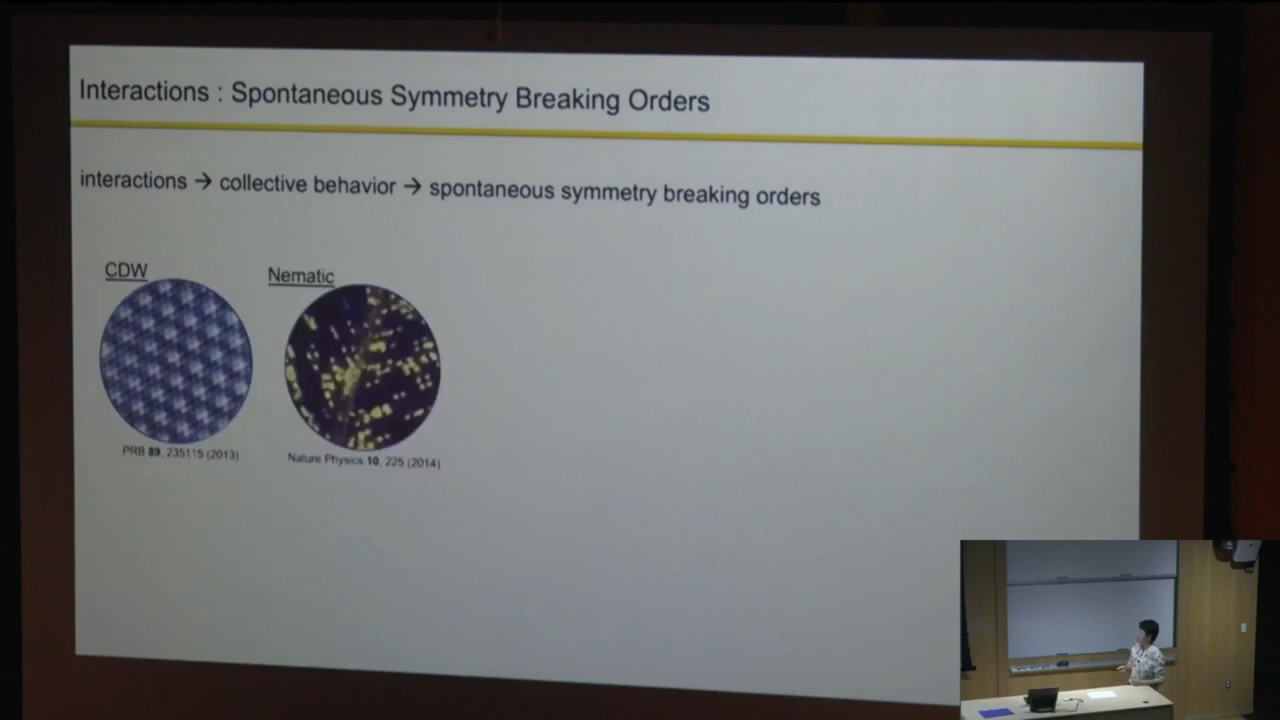 Interactions : Spontaneous Symmetry Breaking Orders
interactions → collective behavior → spontaneous symmetry breaking orders
CDW
Nematic
PRB 89, 235115 (2013)
Nature Physics 10, 225 (2014)